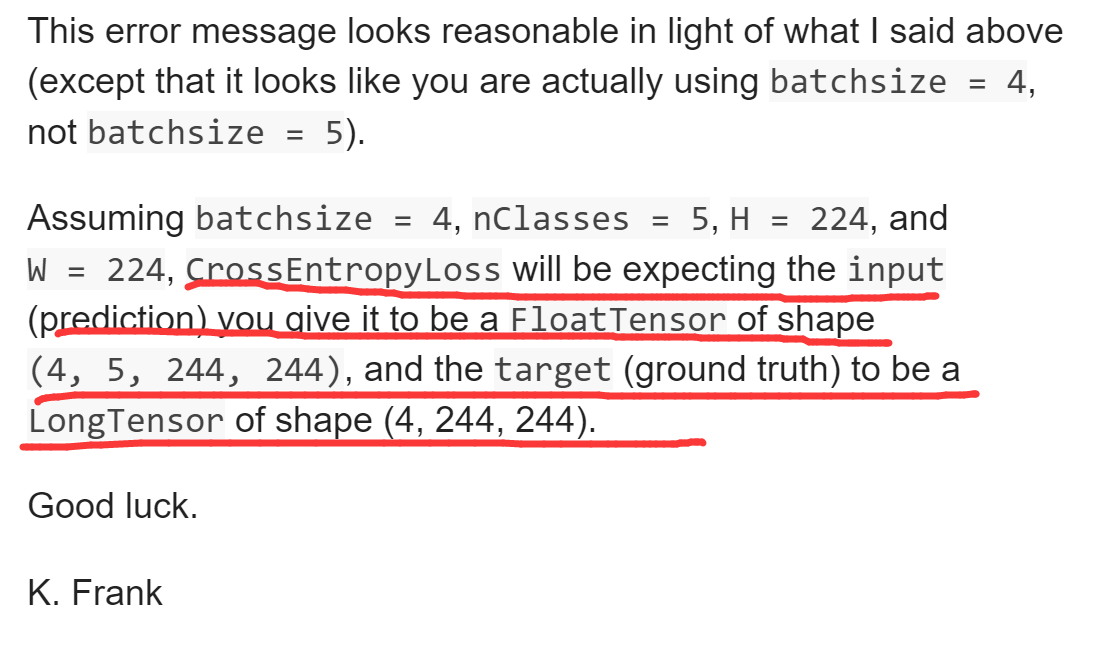 This error message looks reasonable in light of what I said above
(except that it looks like you are actually using batchsize = 4,
not batchsize = 5).
Assuming batchsize = 4, nClasses = 5, H = 224, and
W = 224, CrossEntropyLoss will be expecting the input
(prediction) you give it to be a FloatTensor of shape
(4, 5, 244, 244), and the target (ground truth) to be a
LongTensor of shape (4, 244, 244).
Good luck.
K. Frank